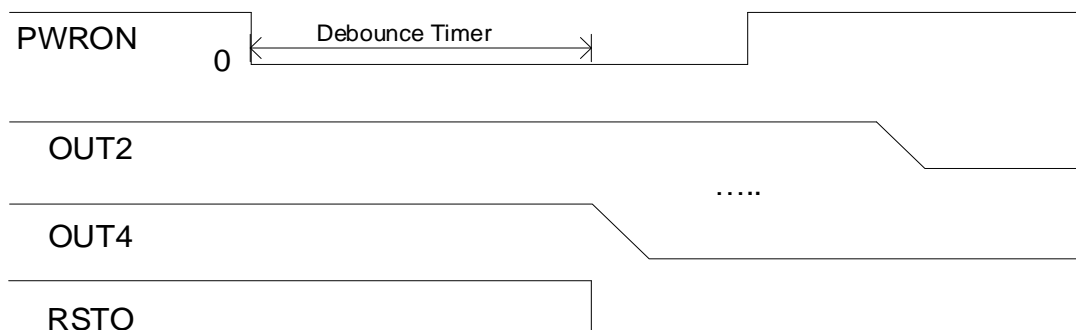 PWRON
Debounce Timer
0
OUT2
.....
OUT4
RSTO